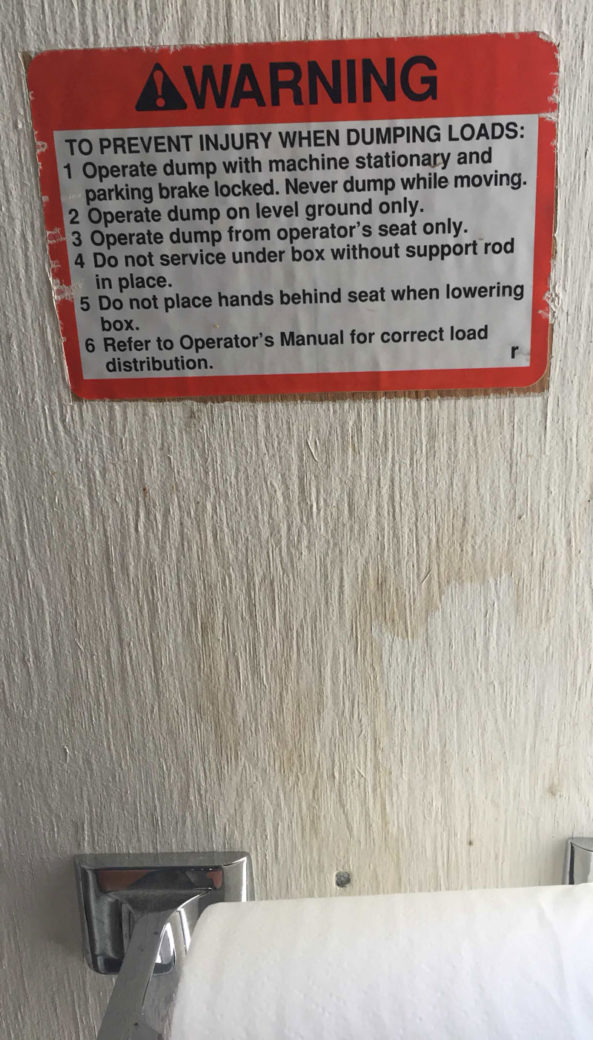 WARNING
TO PREVENT INJURY WHEN DUMPING LOADS:
1 Operate dump with machine stationary and
parking brake locked. Never dump while moving.
2 Operate dump on level ground only.
3 Operate dump from operator's seat only.
4 Do not service under box without support rod
in place.
5 Do not place hands behind seat when lowering
box.
6 Refer to Operator's Manual for correct load
distribution.
r